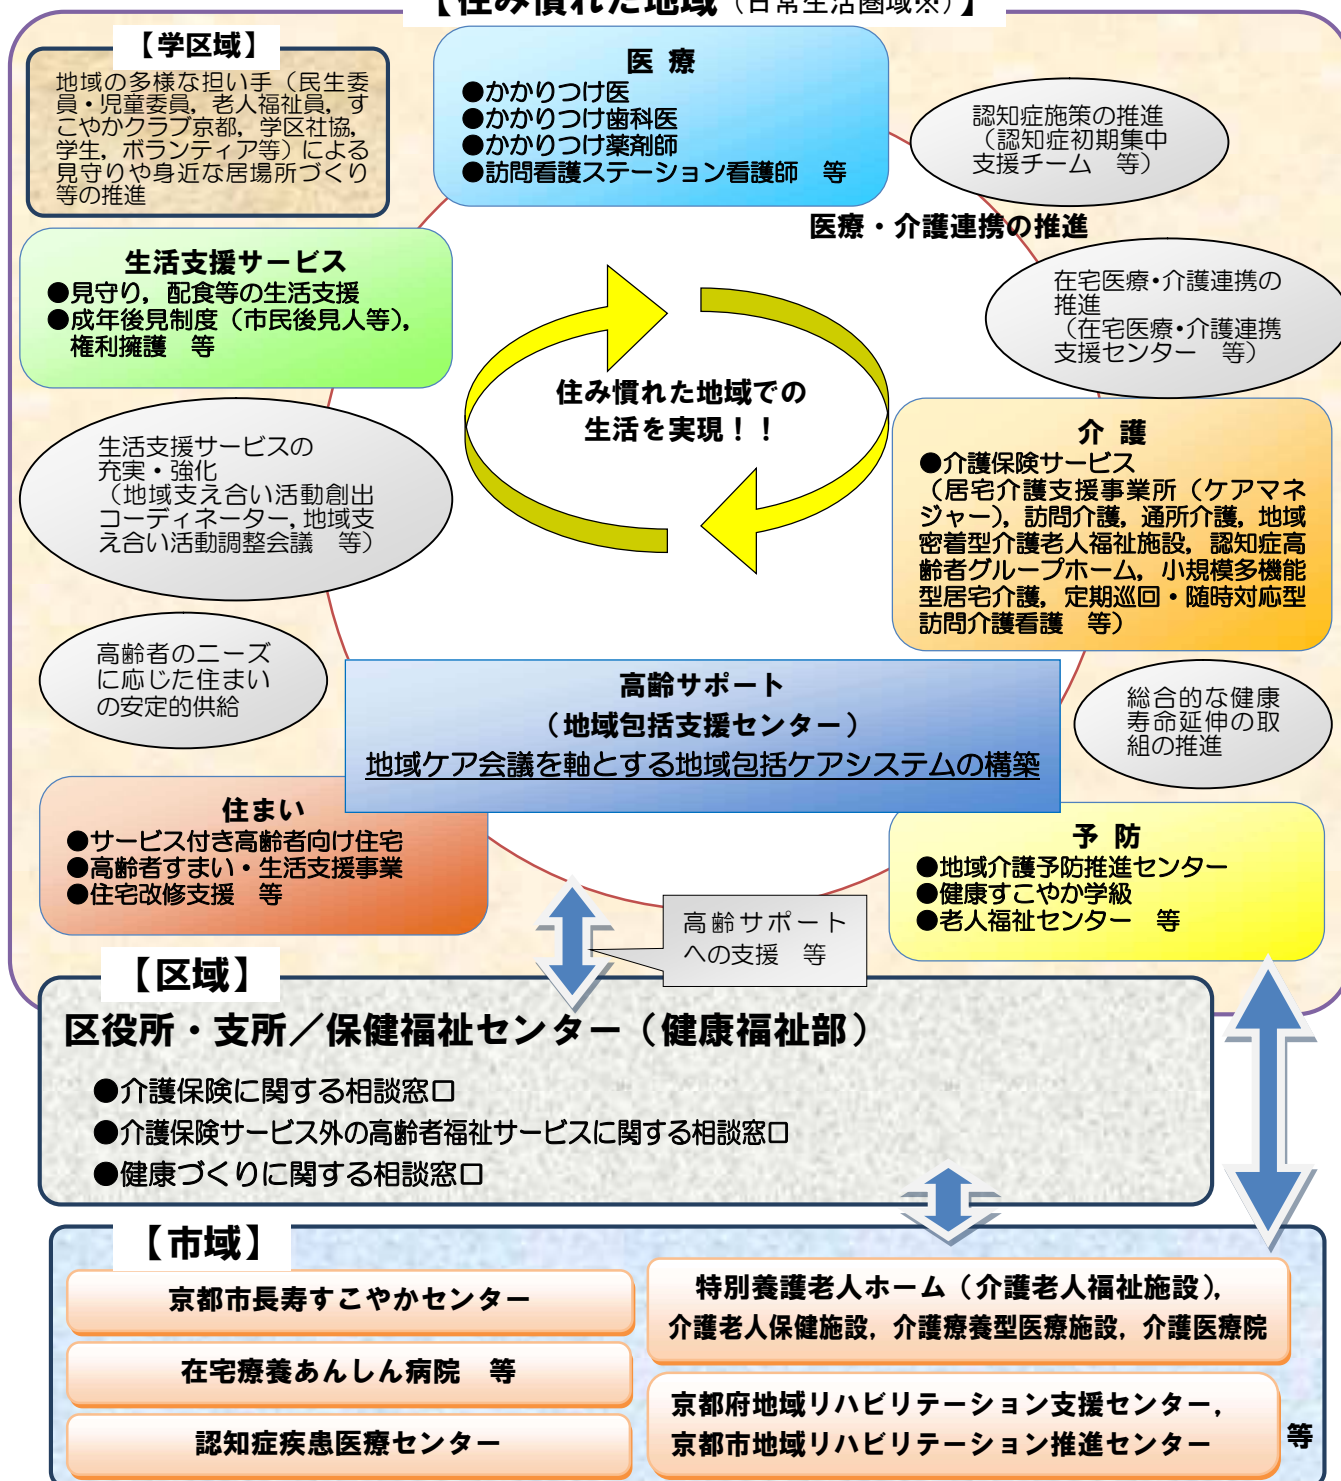 【住み慣れた地域（日常生活圏域※）】
【学区域】
地域の多様な担い手（民生委
員・児童委員，老人福祉員，す
こやかクラブ京都，学区社協，
学生，ボランティア等）による
見守りや身近な居場所づくり
等の推進
医 療
●かかりつけ医
●かかりつけ歯科医
●かかりつけ薬剤師
●訪問看護ステーション看護師　等
認知症施策の推進
（認知症初期集中
支援チーム　等）
医療・介護連携の推進
生活支援サービス
●見守り，配食等の生活支援
●成年後見制度（市民後見人等），
権利擁護　等
在宅医療・介護連携の
推進
（在宅医療・介護連携
支援センター　等）
住み慣れた地域での
生活を実現！！
生活支援サービスの
充実・強化
（地域支え合い活動創出
コーディネーター，地域支
え合い活動調整会議　等）
介 護
●介護保険サービス
（居宅介護支援事業所（ケアマネ
ジャー），訪問介護，通所介護，地域
密着型介護老人福祉施設，認知症高
齢者グループホーム，小規模多機能
型居宅介護，定期巡回・随時対応型
訪問介護看護　等）
高齢者のニーズ
に応じた住まい
の安定的供給
高齢サポート
（地域包括支援センター）
地域ケア会議を軸とする地域包括ケアシステムの構築
総合的な健康
寿命延伸の取
組の推進
住まい
●サービス付き高齢者向け住宅
●高齢者すまい・生活支援事業
●住宅改修支援　等
予 防
●地域介護予防推進センター
●健康すこやか学級
●老人福祉センター　等
高齢サポート
への支援　等
【区域】
区役所・支所／保健福祉センター（健康福祉部）
●介護保険に関する相談窓口
●介護保険サービス外の高齢者福祉サービスに関する相談窓口
●健康づくりに関する相談窓口
【市域】
京都市長寿すこやかセンター
在宅療養あんしん病院　等
認知症疾患医療センター
特別養護老人ホーム（介護老人福祉施設），
介護老人保健施設，介護療養型医療施設，介護医療院
京都府地域リハビリテーション支援センター，
京都市地域リハビリテーション推進センター
等